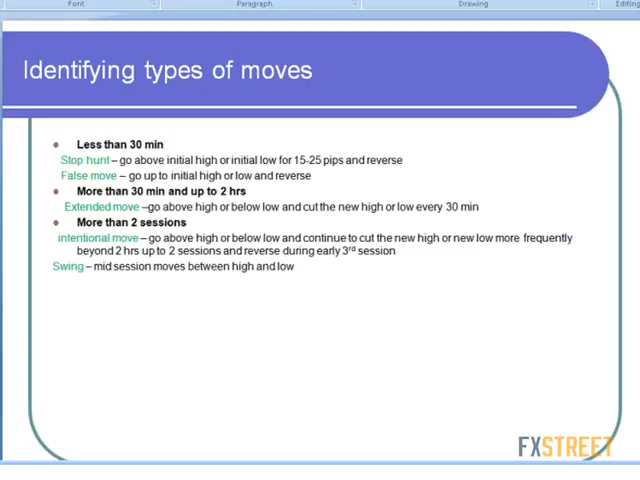 Font
Paragraph
Drawing
Editing
Identifying types of moves
Less than 30 min
Stop hunt – go above initial high or initial low for 15-25 pips and reverse
False move – go up to initial high or low and reverse
More than 30 min and up to 2 hrs
Extended move –go above high or below low and cut the new high or low every 30 min
More than 2 sessions
intentional move – go above high or below low and continue to cut the new high or new low more frequently
beyond 2 hrs up to 2 sessions and reverse during early 3rd session
Swing – mid session moves between high and low
FXSTREET